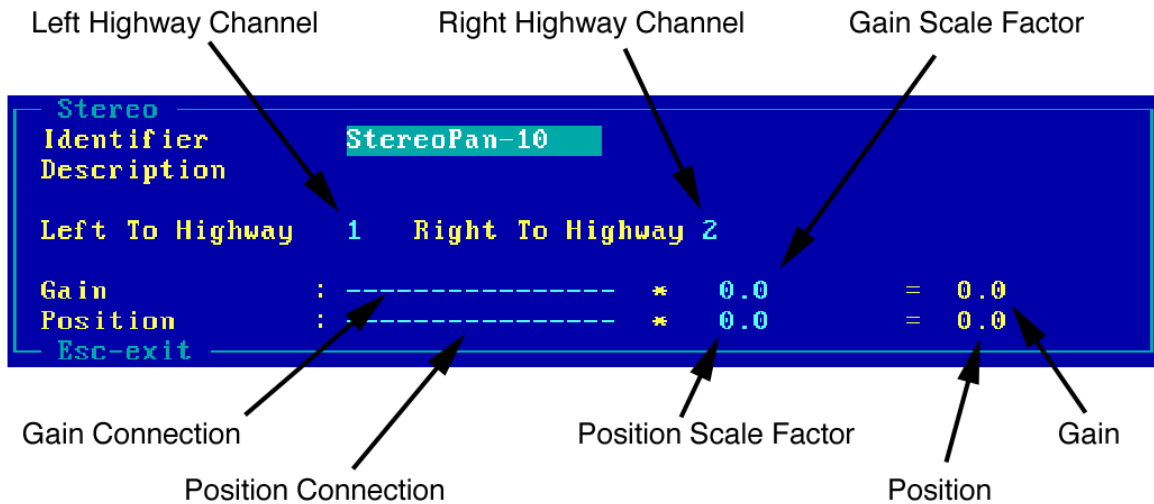 Left Highway Channel Right Highway Channel Gain Scale Factor
Stereo
Identifier StereoPan-10
Description
Left To Highway 1 Right To Highway 2
Gain : ---------------- * 0.0 = 0.0
Position : ---------------- * 0.0 = 0.0
Esc-exit
Gain Connection Position Scale Factor Gain
Position Connection Position